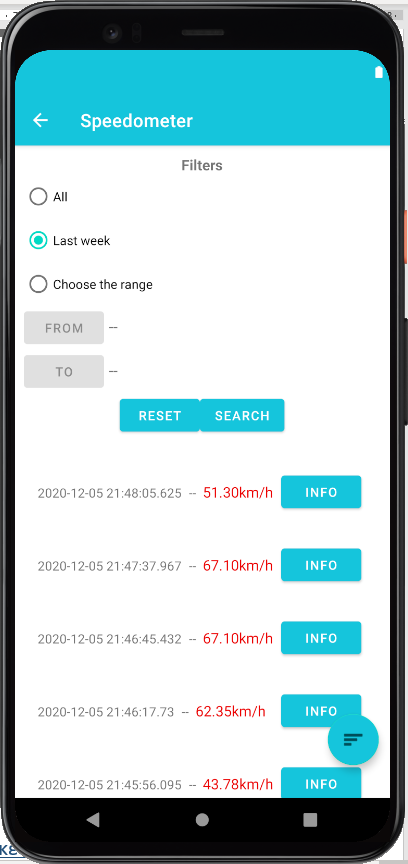 Speedometer
Filters
All
Last week
Choose the range
FROM --
TO --
RESET SEARCH
2020-12-05 21:48:05.625 -- 51.30km/h INFO
2020-12-05 21:47:37.967 -- 67.10km/h INFO
2020-12-05 21:46:45.432 -- 67.10km/h INFO
2020-12-05 21:46:17.73 -- 62.35km/h INFO
2020-12-05 21:45:56.095 -- 43.78km/h INFO